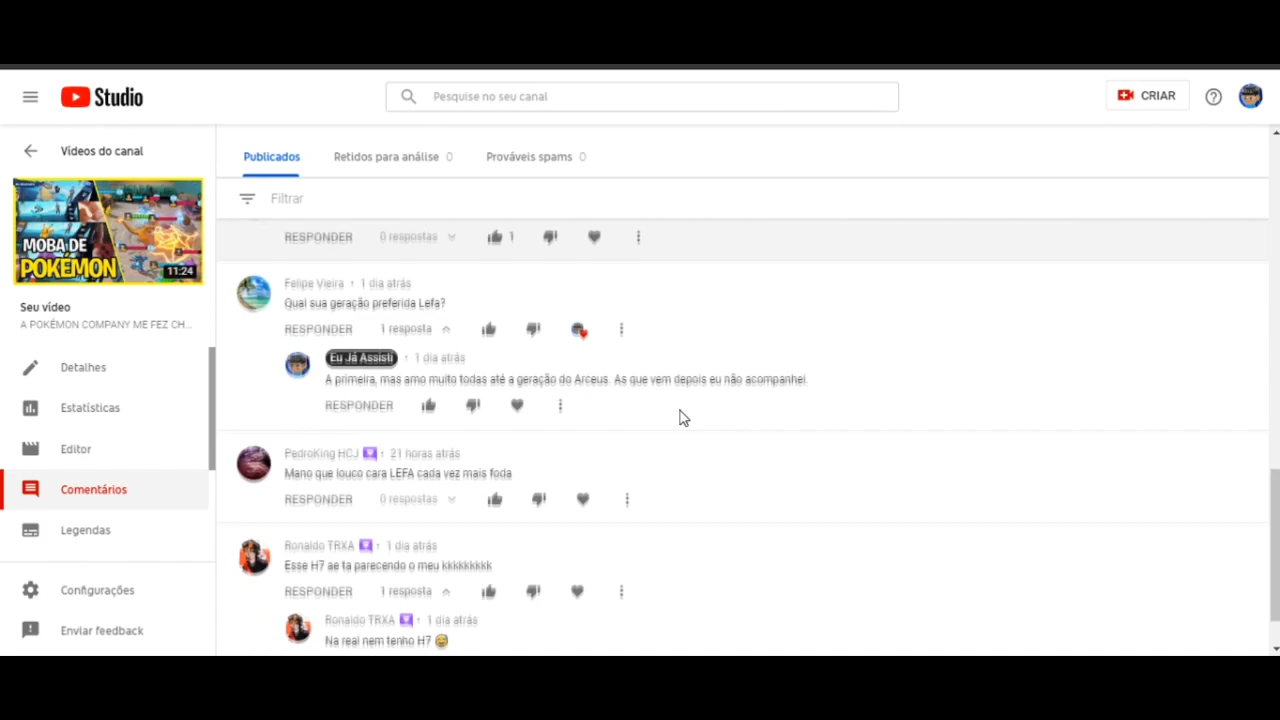 Studio
Pesquise no seu canal
CRIAR
Vídeos do canal
MOBA DE
POKÉMON
11:24
Seu vídeo
A POKÉMON COMPANY ME FEZ CH...
Detalhes
Estatísticas
Editor
Comentários
Legendas
Configurações
Enviar feedback
Publicados
Retidos para análise 0
Prováveis spams 0
Filtrar
RESPONDER 0 respostas 1
Felipe Vieira 1 dia atrás
Qual sua geração preferida Lefa?
RESPONDER 1 resposta
Eu Já Assisti 1 dia atrás
A primeira, mas amo muito todas até a geração do Arceus. As que vem depois eu não acompanhei.
RESPONDER
PedroKing HCJ 21 horas atrás
Mano que louco cara LEFA cada vez mais foda
RESPONDER 0 respostas
Ronaldo TRXA 1 dia atrás
Esse H7 ae ta parecendo o meu kkkkkkkkk
RESPONDER 1 resposta
Ronaldo TRXA 1 dia atrás
Na real nem tenho H7 😅